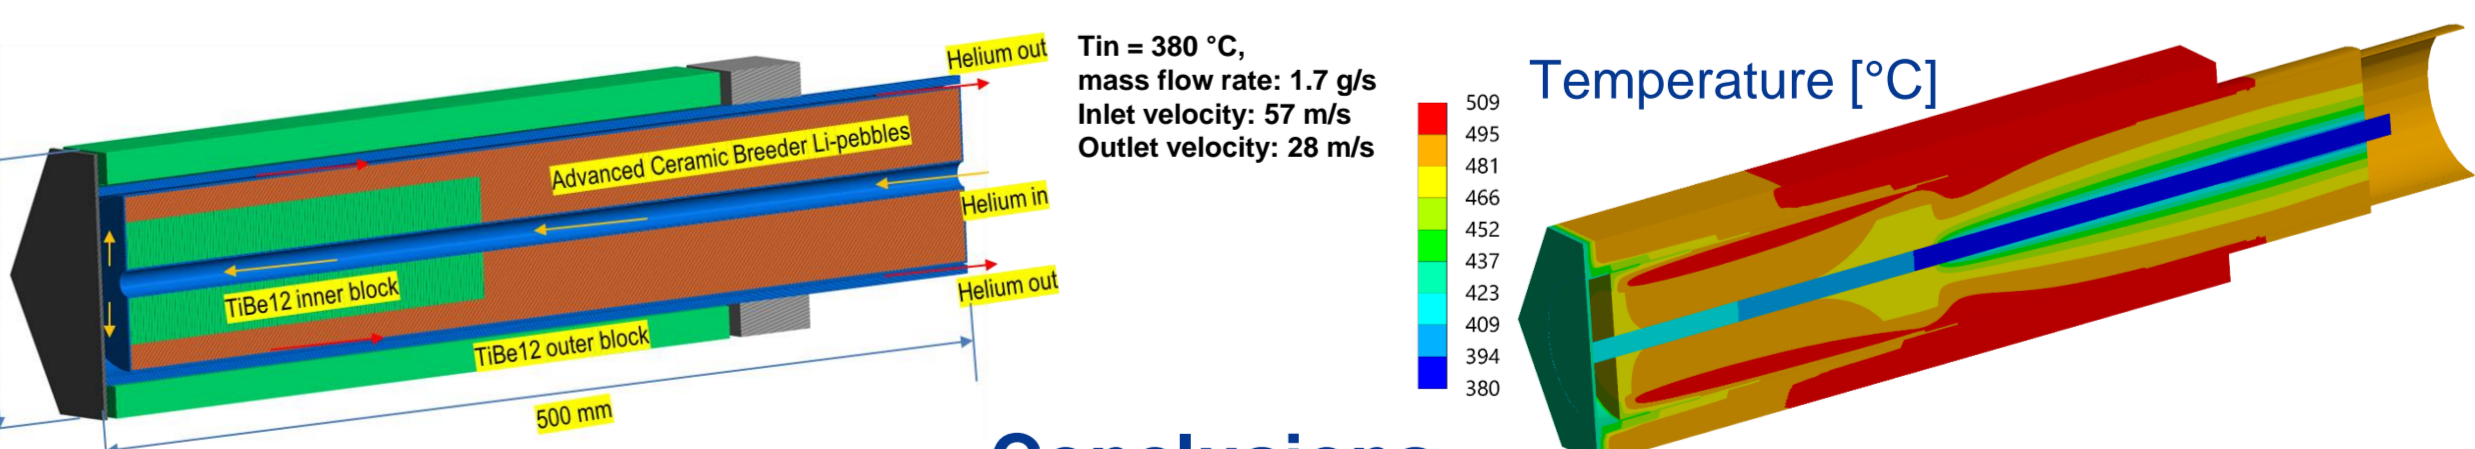 Helium out
Advanced Ceramic Breeder Li-pebbles
Helium in
TiBe12 inner block
Helium out
TiBe12 outer block
500 mm
Tin = 380 °C,
mass flow rate: 1.7 g/s
Inlet velocity: 57 m/s
Outlet velocity: 28 m/s
Temperature [°C]
509
495
481
466
452
437
423
409
394
380